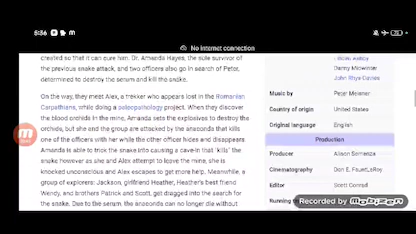 5:36
No internet connection
created so that it can cure him. Dr. Amanda Hayes, the sole survivor of
the previous snake attack, and two officers also go in search of Peter,
determined to destroy the serum and kill the snake.
On the way, they meet Alex, a trekker who appears lost in the Romanian
Carpathians, while doing a paleopathology project. When they discover
the blood orchids in the mine, Amanda sets the explosives to destroy the
orchids, but she and the group are attacked by the anaconda that kills
one of the officers with her while the other officer hides and disappears
Amanda is able to trick the snake into causing a cave-in that "kills" the
snake however as she and Alex attempt to leave the mine, she is
knocked unconscious and Alex escapes to get more help. Meanwhile, a
group of explorers: Jackson, girlfriend Heather, Heather's best friend
Wendy, and brothers Patrick and Scott, get dragged into the search for
the snake. Due to the serum, the anaconda can no longer die without
Danny Midwinter
John Rhys-Davies
Music by Peter Meisner
Country of origin United States
Original language English
Production
Producer Alison Semenza
Cinematography Don E. FauntLeRoy
Editor Scott Conrad
Running
Recorded by mobizen